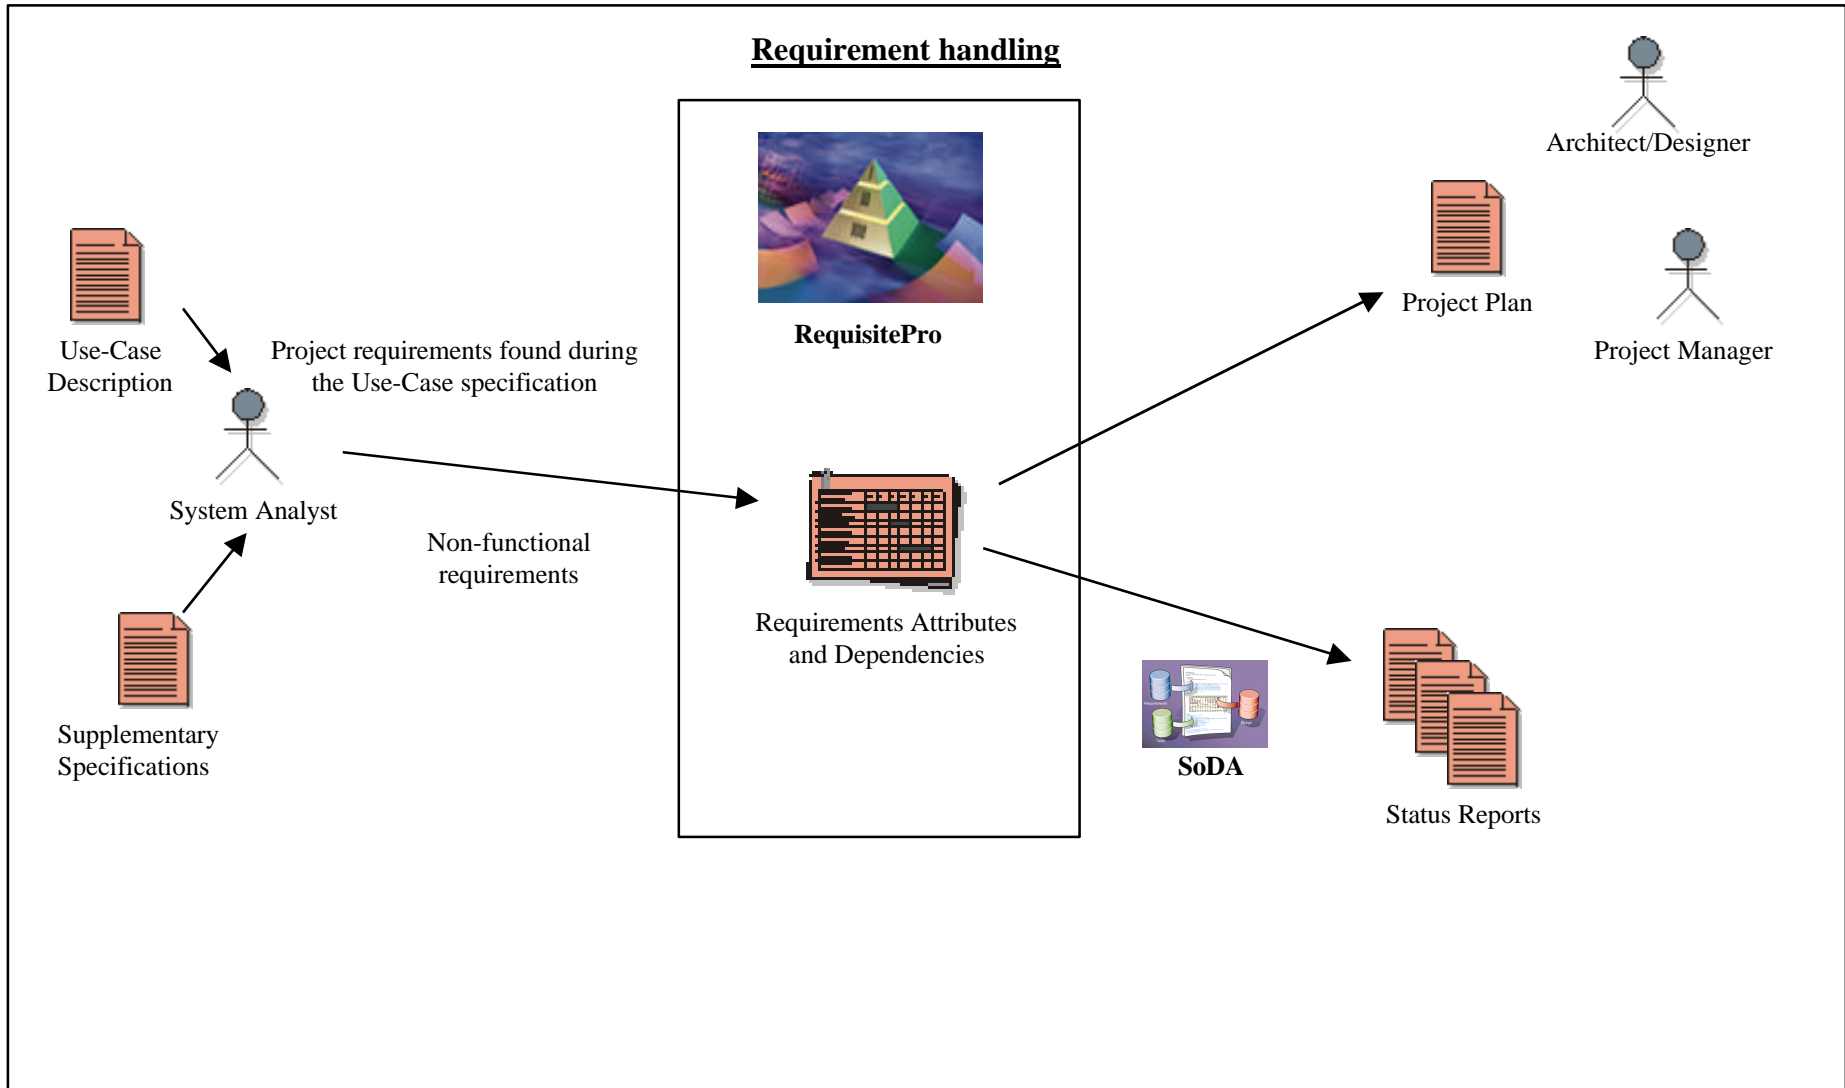 Requirement handling
Architect/Designer
Project Plan
Project Manager
RequisitePro
Use-Case
Description
Project requirements found during
the Use-Case specification
System Analyst
Non-functional
requirements
Requirements Attributes
and Dependencies
Supplementary
Specifications
SoDA
Status Reports